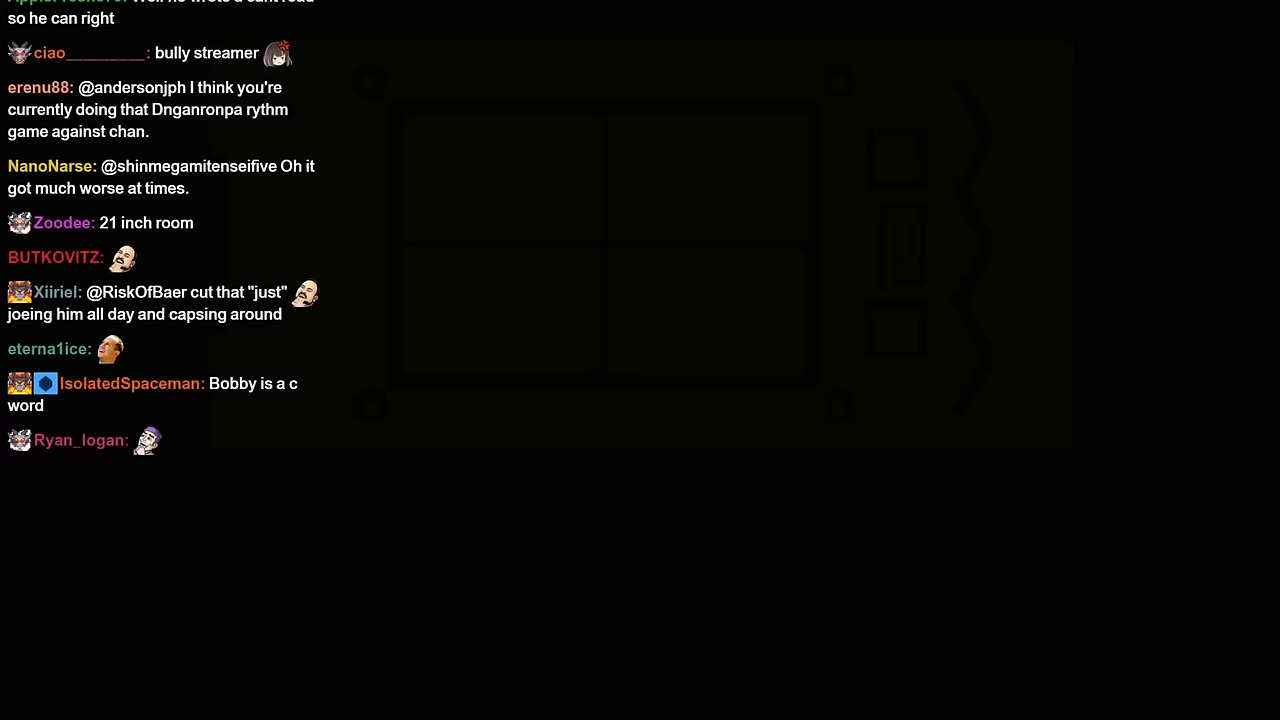 so he can right
ciao_________: bully streamer
erenu88: @andersonjph I think you're
currently doing that Dnganronpa rythm
game against chan.
NanoNarse: @shinmegamitenseifive Oh it
got much worse at times.
Zoodee: 21 inch room
BUTKOVITZ:
Xiiriel: @RiskOfBaer cut that "just"
joeing him all day and capsing around
eterna1ice:
IsolatedSpaceman: Bobby is a c
word
Ryan_logan: